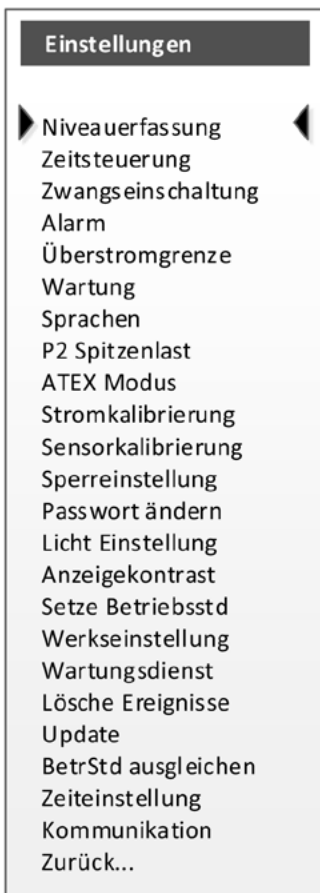 Einstellungen
Niveauerfassung
Zeitsteuerung
Zwangseinschaltung
Alarm
Überstromgrenze
Wartung
Sprachen
P2 Spitzenlast
ATEX Modus
Stromkalibrierung
Sensorkalibrierung
Sperreinstellung
Passwort ändern
Licht Einstellung
Anzeigekontrast
Setze Betriebsstd
Werkseinstellung
Wartungsdienst
Lösche Ereignisse
Update
BetrStd ausgleichen
Zeiteinstellung
Kommunikation
Zurück...